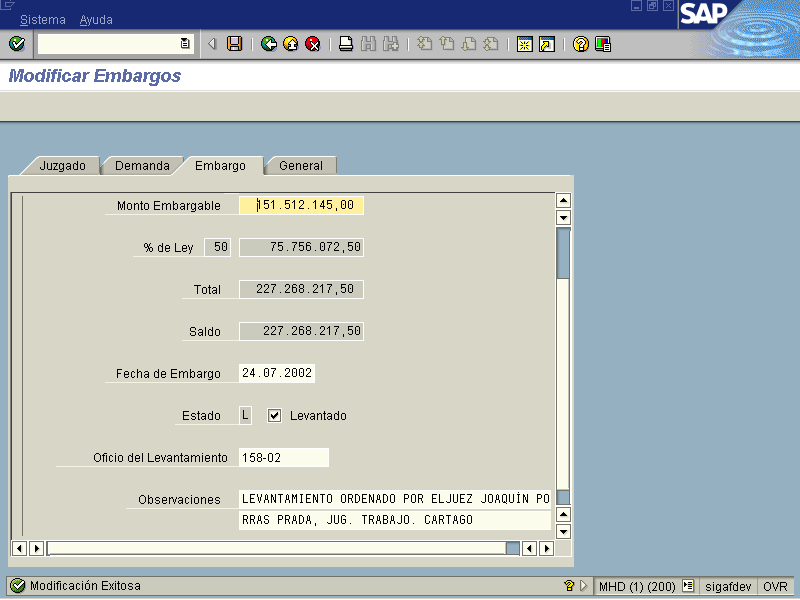 Sistema Ayuda
SAP
Modificar Embargos
Juzgado Demanda Embargo General
Monto Embargable 151.512.145,00
% de Ley 50 75.756.072,50
Total 227.268.217,50
Saldo 227.268.217,50
Fecha de Embargo 24.07.2002
Estado L Levantado
Oficio del Levantamiento 158-02
Observaciones LEVANTAMIENTO ORDENADO POR ELJUEZ JOAQUÍN PO
RRAS PRADA, JUG. TRABAJO. CARTAGO
Modificación Exitosa MHD (1) (200) sigafdev OVR